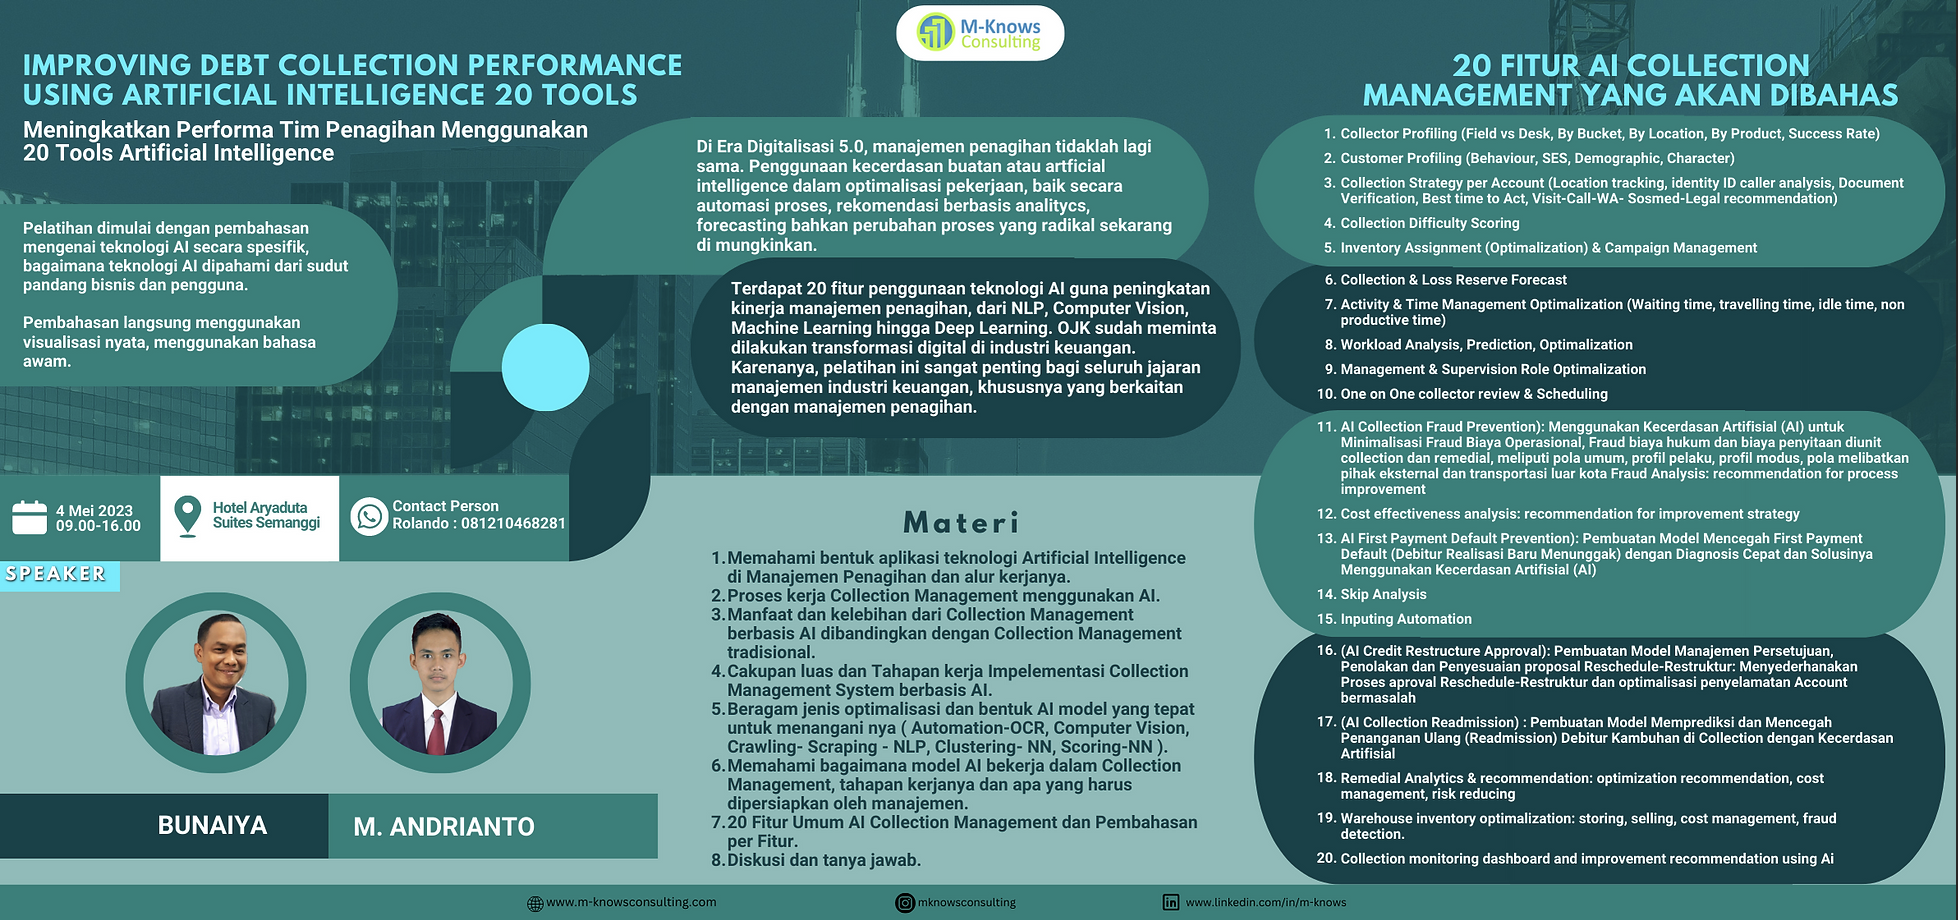 M-Knows
Consulting
IMPROVING DEBT COLLECTION PERFORMANCE
USING ARTIFICIAL INTELLIGENCE 20 TOOLS
Meningkatkan Performa Tim Penagihan Menggunakan
20 Tools Artificial Intelligence
Pelatihan dimulai dengan pembahasan
mengenai teknologi AI secara spesifik,
bagaimana teknologi AI dipahami dari sudut
pandang bisnis dan pengguna.
Pembahasan langsung menggunakan
visualisasi nyata, menggunakan bahasa
awam.
Di Era Digitalisasi 5.0, manajemen penagihan tidaklah lagi
sama. Penggunaan kecerdasan buatan atau artficial
intelligence dalam optimalisasi pekerjaan, baik secara
automasi proses, rekomendasi berbasis analitycs,
forecasting bahkan perubahan proses yang radikal sekarang
di mungkinkan.
Terdapat 20 fitur penggunaan teknologi AI guna peningkatan
kinerja manajemen penagihan, dari NLP, Computer Vision,
Machine Learning hingga Deep Learning. OJK sudah meminta
dilakukan transformasi digital di industri keuangan.
Karenanya, pelatihan ini sangat penting bagi seluruh jajaran
manajemen industri keuangan, khususnya yang berkaitan
dengan manajemen penagihan.
4 Mei 2023
09.00-16.00
Hotel Aryaduta
Suites Semanggi
Contact Person
Rolando : 081210468281
SPEAKER
BUNAIYA
M. ANDRIANTO
Materi
1. Memahami bentuk aplikasi teknologi Artificial Intelligence
di Manajemen Penagihan dan alur kerjanya.
2. Proses kerja Collection Management menggunakan AI.
3. Manfaat dan kelebihan dari Collection Management
berbasis AI dibandingkan dengan Collection Management
tradisional.
4. Cakupan luas dan Tahapan kerja Impelementasi Collection
Management System berbasis AI.
5. Beragam jenis optimalisasi dan bentuk AI model yang tepat
untuk menangani nya ( Automation-OCR, Computer Vision,
Crawling- Scraping - NLP, Clustering- NN, Scoring-NN ).
6. Memahami bagaimana model AI bekerja dalam Collection
Management, tahapan kerjanya dan apa yang harus
dipersiapkan oleh manajemen.
7. 20 Fitur Umum AI Collection Management dan Pembahasan
per Fitur.
8. Diskusi dan tanya jawab.
20 FITUR AI COLLECTION
MANAGEMENT YANG AKAN DIBAHAS
1. Collector Profiling (Field vs Desk, By Bucket, By Location, By Product, Success Rate)
2. Customer Profiling (Behaviour, SES, Demographic, Character)
3. Collection Strategy per Account (Location tracking, identity ID caller analysis, Document
Verification, Best time to Act, Visit-Call-WA- Sosmed-Legal recommendation)
4. Collection Difficulty Scoring
5. Inventory Assignment (Optimalization) & Campaign Management
6. Collection & Loss Reserve Forecast
7. Activity & Time Management Optimalization (Waiting time, travelling time, idle time, non
productive time)
8. Workload Analysis, Prediction, Optimalization
9. Management & Supervision Role Optimalization
10. One on One collector review & Scheduling
11. AI Collection Fraud Prevention): Menggunakan Kecerdasan Artifisial (AI) untuk
Minimalisasi Fraud Biaya Operasional, Fraud biaya hukum dan biaya penyitaan diunit
collection dan remedial, meliputi pola umum, profil pelaku, profil modus, pola melibatkan
pihak eksternal dan transportasi luar kota Fraud Analysis: recommendation for process
improvement
12. Cost effectiveness analysis: recommendation for improvement strategy
13. AI First Payment Default Prevention): Pembuatan Model Mencegah First Payment
Default (Debitur Realisasi Baru Menunggak) dengan Diagnosis Cepat dan Solusinya
Menggunakan Kecerdasan Artifisial (AI)
14. Skip Analysis
15. Inputing Automation
16. (AI Credit Restructure Approval): Pembuatan Model Manajemen Persetujuan,
Penolakan dan Penyesuaian proposal Reschedule-Restruktur: Menyederhanakan
Proses aproval Reschedule-Restruktur dan optimalisasi penyelamatan Account
bermasalah
17. (AI Collection Readmission) : Pembuatan Model Memprediksi dan Mencegah
Penanganan Ulang (Readmission) Debitur Kambuhan di Collection dengan Kecerdasan
Artifisial
18. Remedial Analytics & recommendation: optimization recommendation, cost
management, risk reducing
19. Warehouse inventory optimalization: storing, selling, cost management, fraud
detection.
20. Collection monitoring dashboard and improvement recommendation using Ai
www.m-knowsconsulting.com
mknowsconsulting
www.linkedin.com/in/m-knows